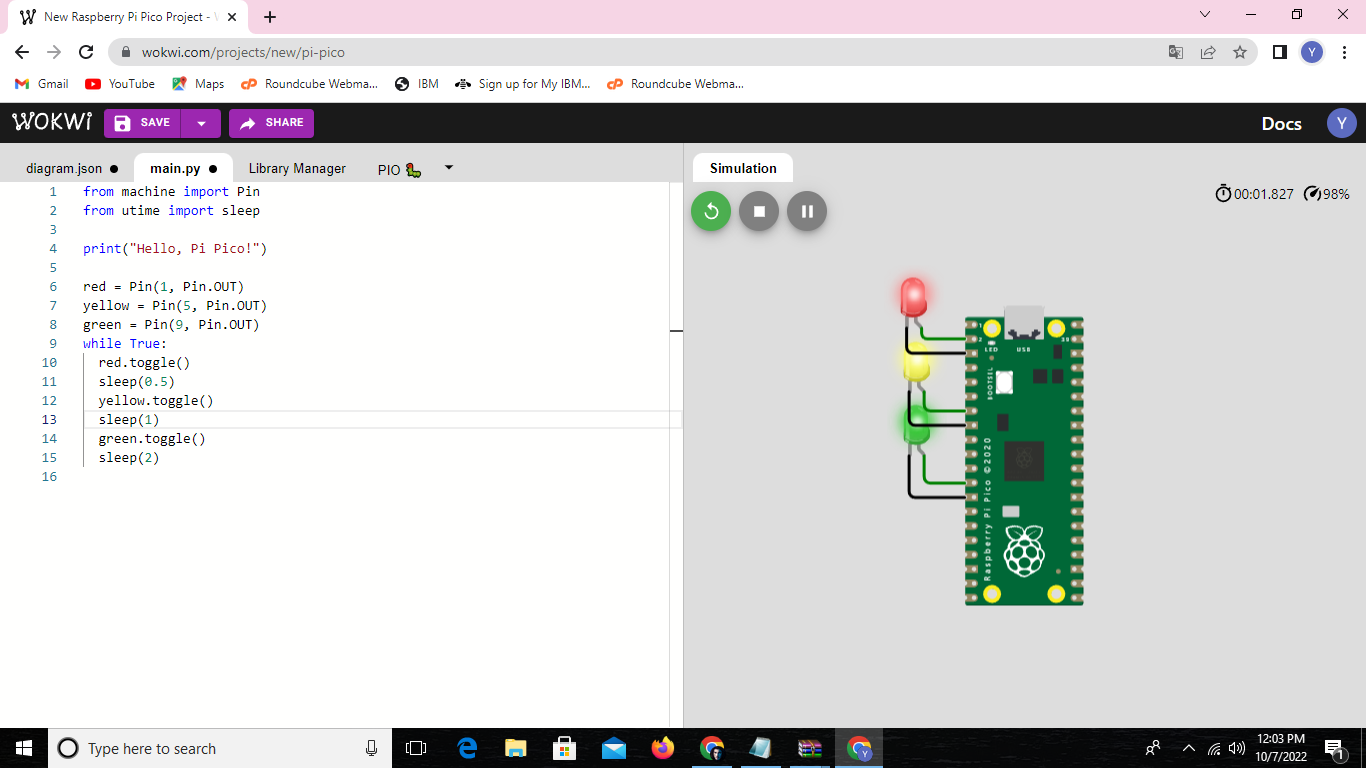 New Raspberry Pi Pico Project -
wokwi.com/projects/new/pi-pico
Y
Gmail
YouTube
Maps
Roundcube Webma...
IBM
Sign up for My IBM...
Roundcube Webma...
WOKWI
SAVE
SHARE
Docs
Y
diagram.json ●
main.py ●
Library Manager
PIO
Simulation
1 from machine import Pin
2 from utime import sleep
3
4 print("Hello, Pi Pico!")
5
6 red = Pin(1, Pin.OUT)
7 yellow = Pin(5, Pin.OUT)
8 green = Pin(9, Pin.OUT)
9 while True:
10 red.toggle()
11 sleep(0.5)
12 yellow.toggle()
13 sleep(1)
14 green.toggle()
15 sleep(2)
16
00:01.827
98%
LED
USB
BOOTSEL
Raspberry Pi Pico ©2020
Type here to search
12:03 PM
10/7/2022
1